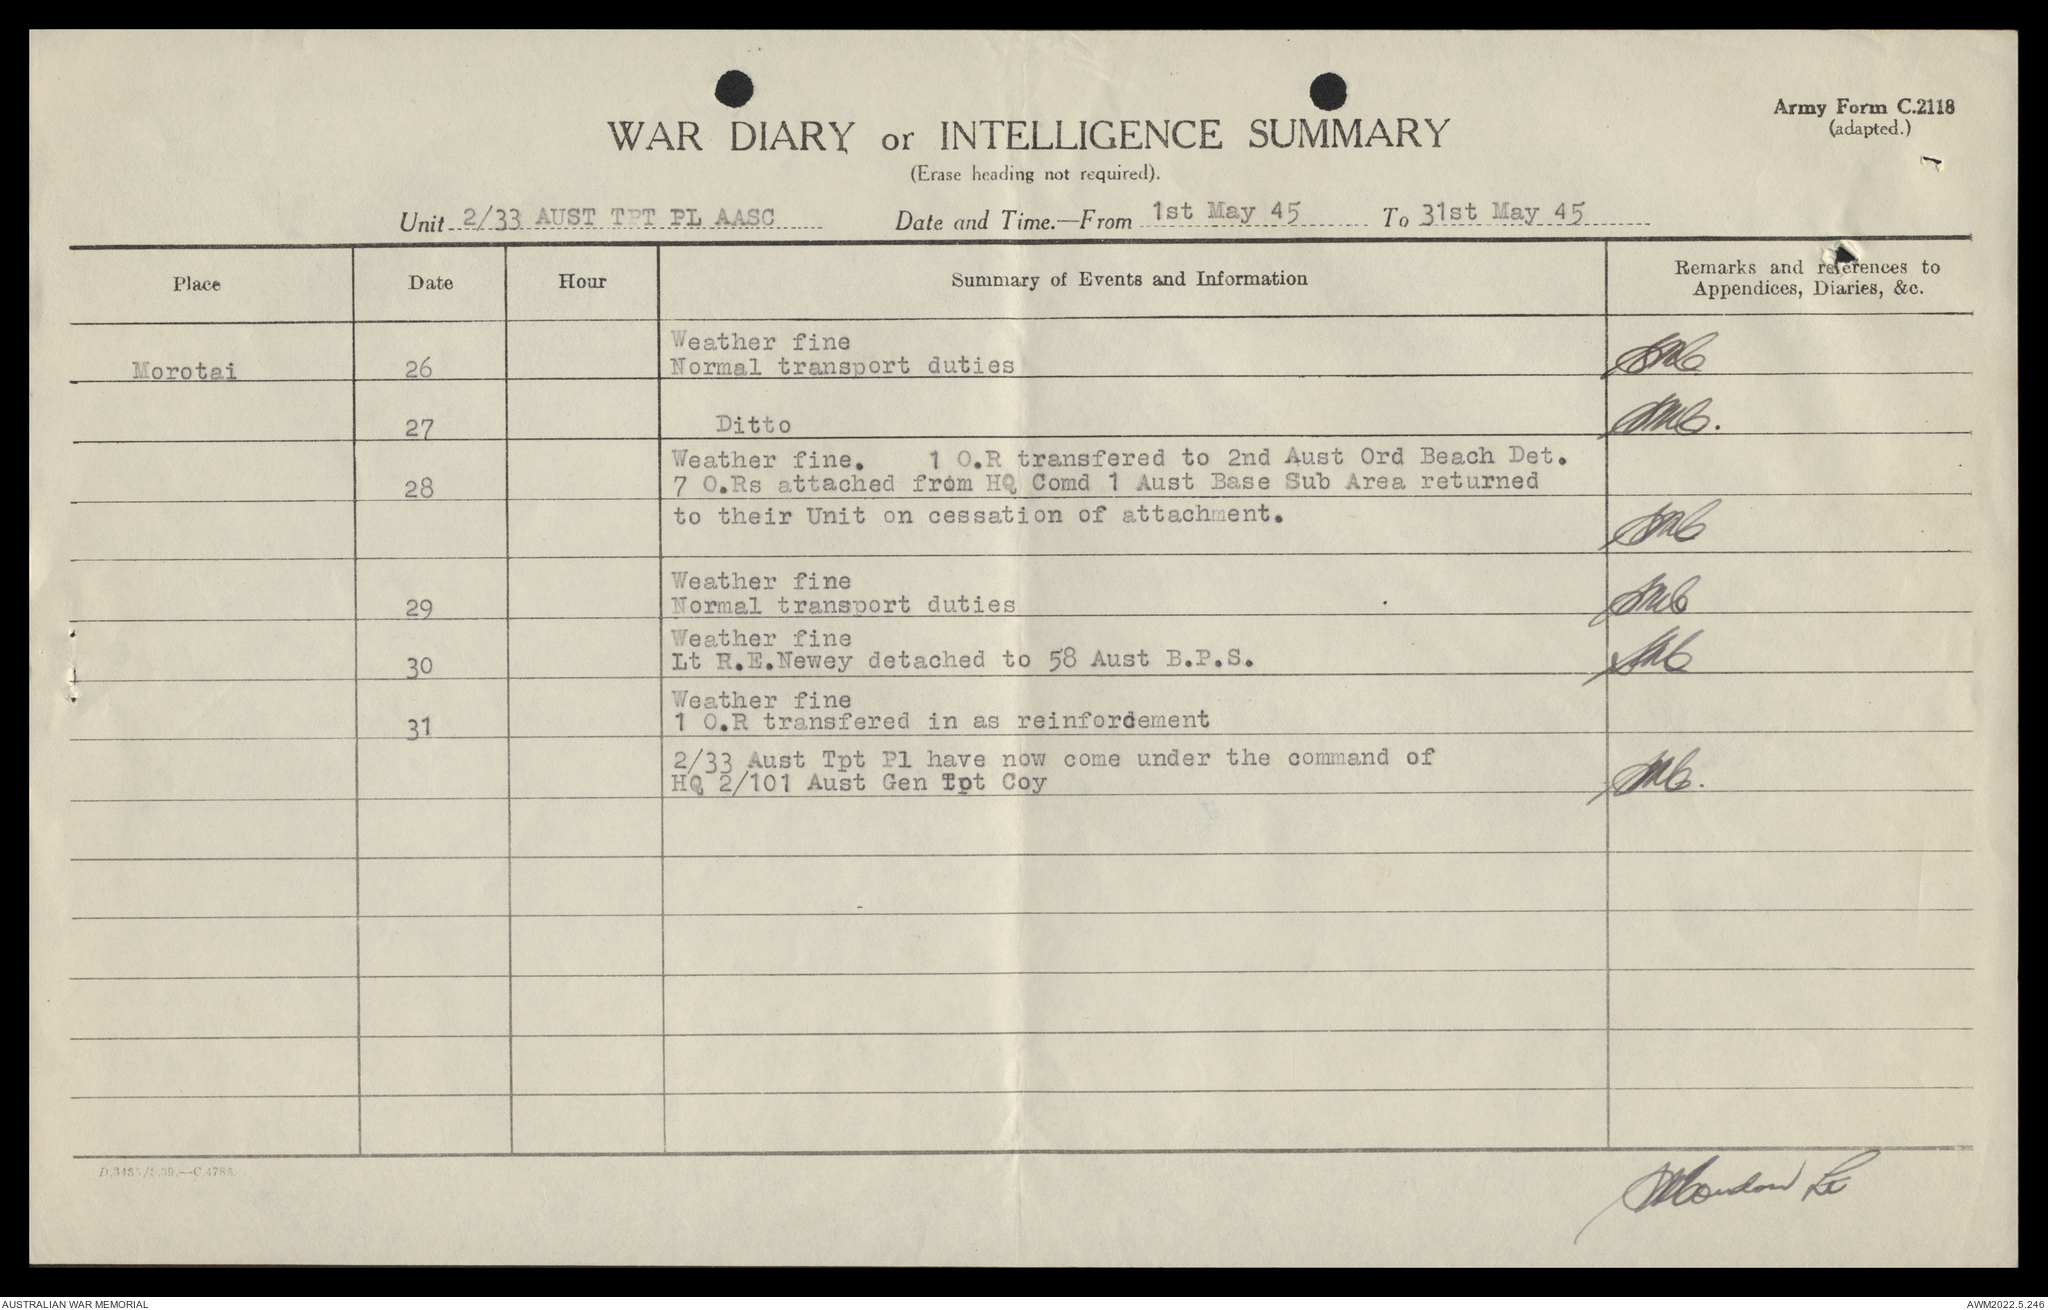 Army Form C.2118
(adapted.)
WAR DIARY or INTELLIGENCE SUMMARY
(Erase heading not required).
Unit 2/33 AUST TPT PL AASC Date and Time.—From 1st May 45 To 31st May 45
Place Date Hour Summary of Events and Information Remarks and references to
Appendices, Diaries, &c.
Weather fine
Morotai 26 Normal transport duties
27 Ditto
Weather fine. 1 O.R transfered to 2nd Aust Ord Beach Det.
28 7 O.Rs attached from HQ Comd 1 Aust Base Sub Area returned
to their Unit on cessation of attachment.
Weather fine
29 Normal transport duties
Weather fine
30 Lt R.E.Newey detached to 58 Aust B.P.S.
Weather fine
31 1 O.R transfered in as reinfordement
2/33 Aust Tpt Pl have now come under the command of
HQ 2/101 Aust Gen Tpt Coy
Lt
AUSTRALIAN WAR MEMORIAL AWM2022.5.246